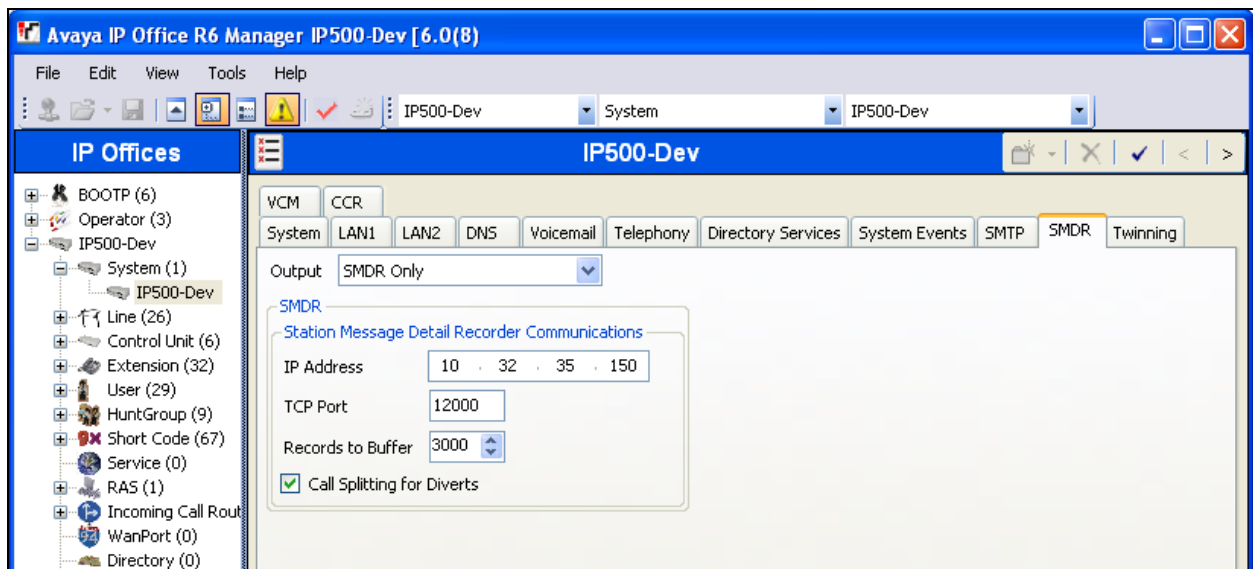 Avaya IP Office R6 Manager IP500-Dev [6.0(8)
File Edit View Tools Help
IP500-Dev System IP500-Dev
IP Offices
IP500-Dev
BOOTP (6)
Operator (3)
IP500-Dev
System (1)
IP500-Dev
Line (26)
Control Unit (6)
Extension (32)
User (29)
HuntGroup (9)
Short Code (67)
Service (0)
RAS (1)
Incoming Call Rout
WanPort (0)
Directory (0)
VCM CCR
System LAN1 LAN2 DNS Voicemail Telephony Directory Services System Events SMTP SMDR Twinning
Output SMDR Only
SMDR
Station Message Detail Recorder Communications
IP Address 10 . 32 . 35 . 150
TCP Port 12000
Records to Buffer 3000
Call Splitting for Diverts